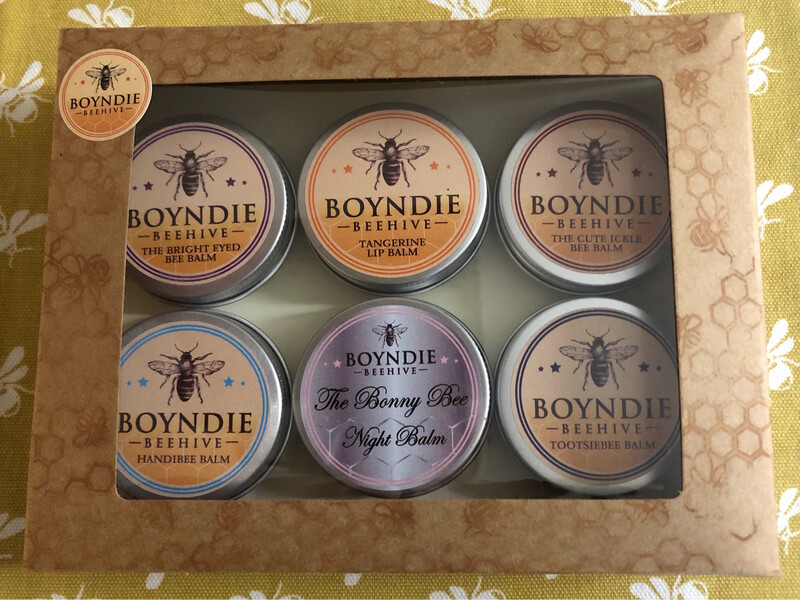 BOYNDIE
BEEHIVE
BOYNDIE
BEEHIVE
THE BRIGHT EYED
BEE BALM
BOYNDIE
BEEHIVE
TANGERINE
LIP BALM
BOYNDIE
BEEHIVE
THE CUTE ICKLE
BEE BALM
BOYNDIE
BEEHIVE
HANDIBEE BALM
BOYNDIE
BEEHIVE
The Bonny Bee
Night Balm
BOYNDIE
BEEHIVE
TOOTSIEBEE BALM